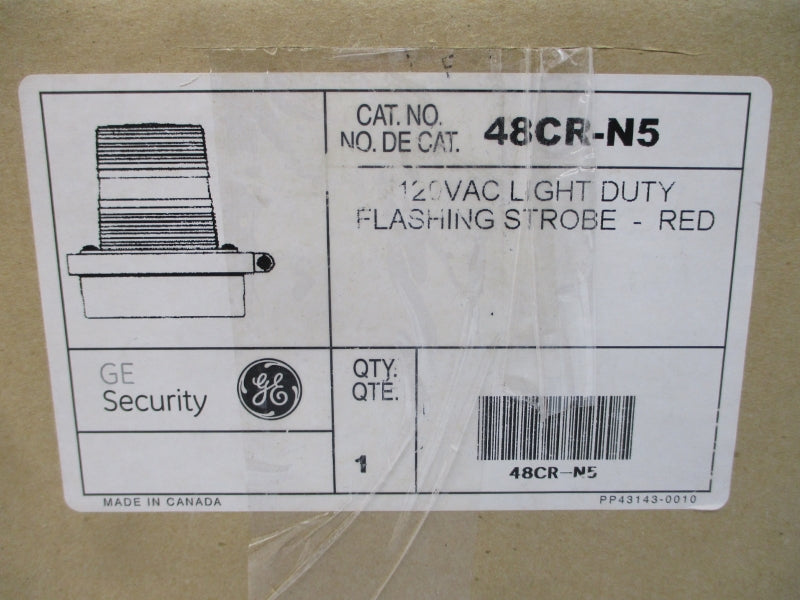 CAT. NO.
NO. DE CAT. 48CR-N5
120VAC LIGHT DUTY
FLASHING STROBE - RED
GE
Security
GE
QTY.
QTÉ.
1
48CR-N5
MADE IN CANADA
PP43143-0010